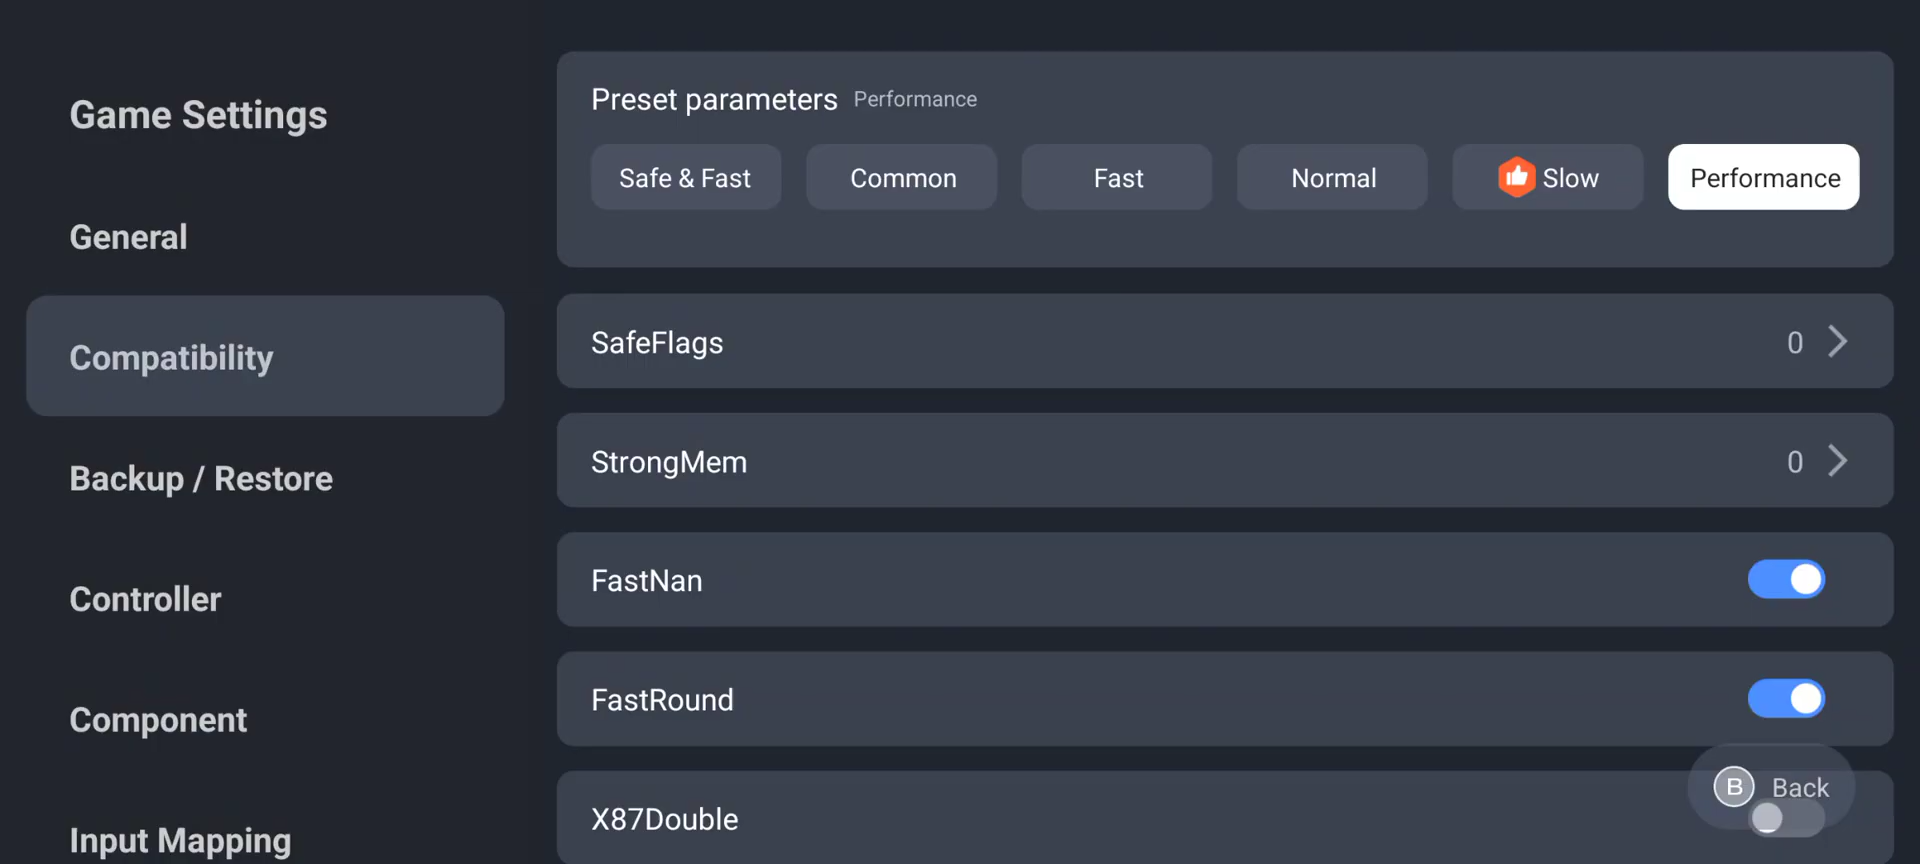 Game Settings
General
Compatibility
Backup / Restore
Controller
Component
Input Mapping
Preset parameters Performance
Safe & Fast Common Fast Normal Slow Performance
SafeFlags 0
StrongMem 0
FastNan
FastRound
X87Double
B Back